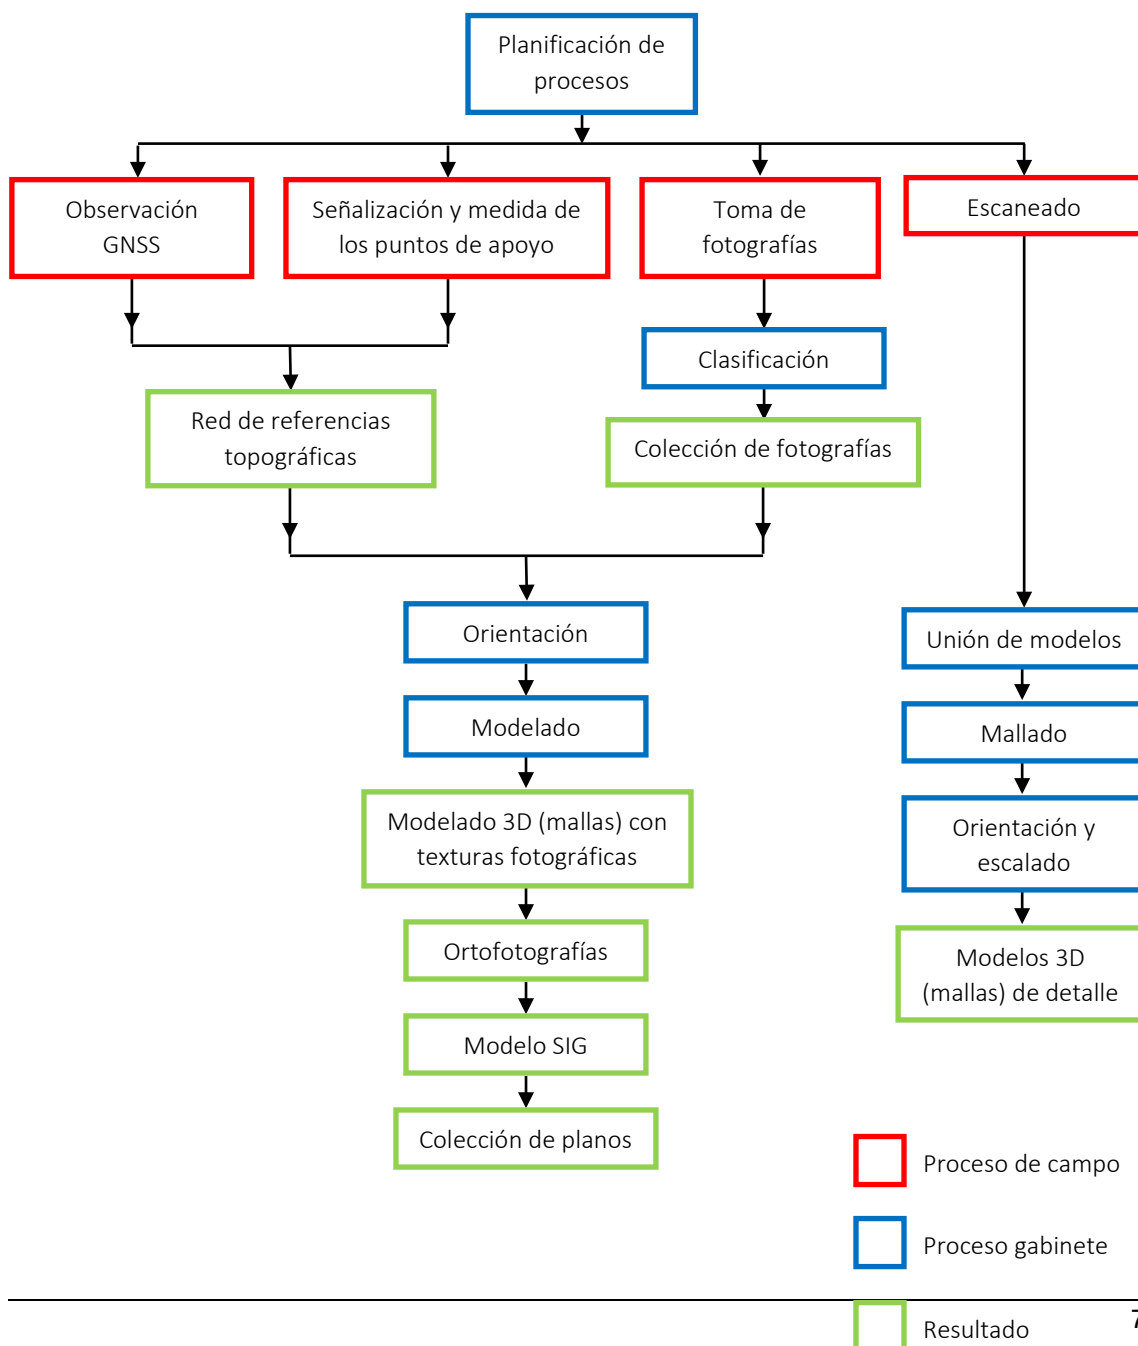 Planificación de
procesos
Observación
GNSS
Señalización y medida de
los puntos de apoyo
Toma de
fotografías
Escaneado
Clasificación
Red de referencias
topográficas
Colección de fotografías
Orientación
Unión de modelos
Modelado
Mallado
Modelado 3D (mallas) con
texturas fotográficas
Orientación y
escalado
Ortofotografías
Modelos 3D
(mallas) de detalle
Modelo SIG
Colección de planos
Proceso de campo
Proceso gabinete
Resultado
7